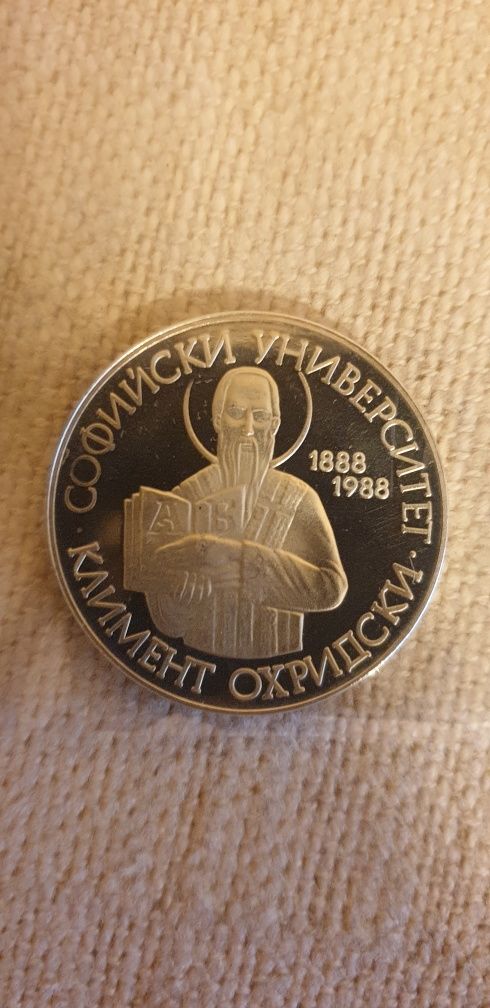 СОФИЙСКИ УНИВЕРСИТЕТ
· КЛИМЕНТ ОХРИДСКИ ·
1888
1988
А Б